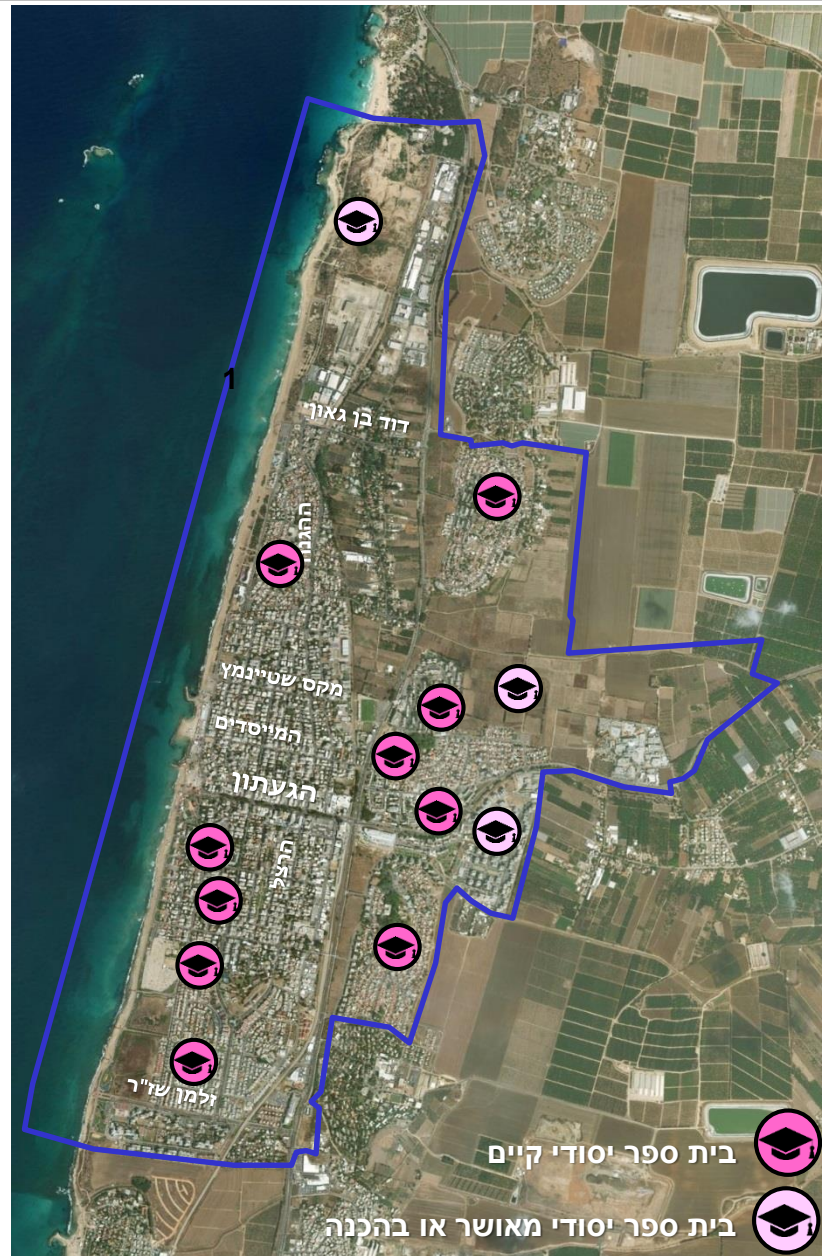 1
דוד בן גאון
ההגנה
מקס שטיינמץ
המייסדים
הגעתון
הרצל
זלמן שז"ר
בית ספר יסודי קיים
בית ספר יסודי מאושר או בהכנה